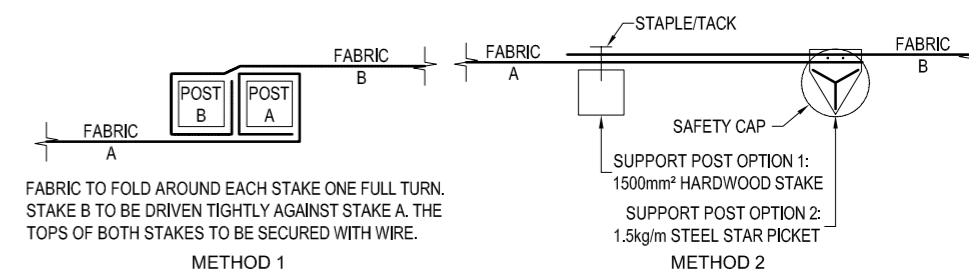 FABRIC
B
POST
B
POST
A
FABRIC
A
FABRIC TO FOLD AROUND EACH STAKE ONE FULL TURN.
STAKE B TO BE DRIVEN TIGHTLY AGAINST STAKE A. THE
TOPS OF BOTH STAKES TO BE SECURED WITH WIRE.
METHOD 1
STAPLE/TACK
FABRIC
A
FABRIC
B
SAFETY CAP
SUPPORT POST OPTION 1:
1500mm² HARDWOOD STAKE
SUPPORT POST OPTION 2:
1.5kg/m STEEL STAR PICKET
METHOD 2